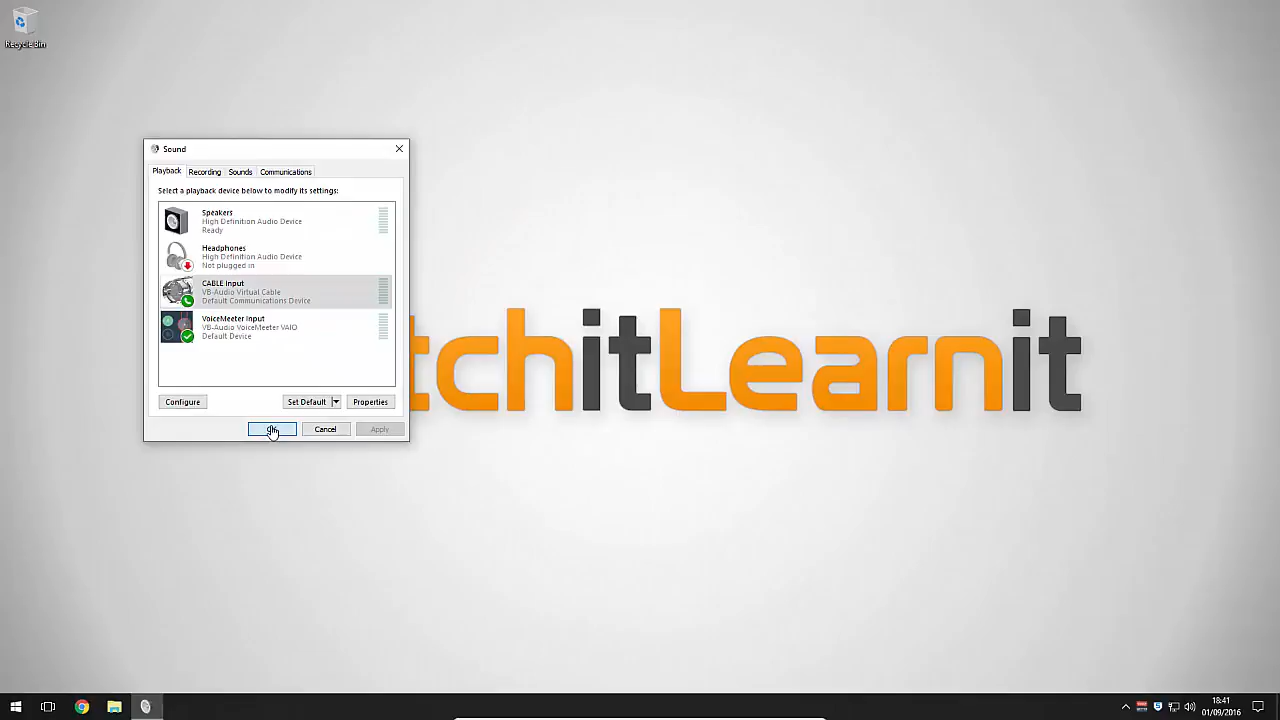 Recycle Bin
Sound
Playback
Recording
Sounds
Communications
Select a playback device below to modify its settings:
Speakers
High Definition Audio Device
Ready
Headphones
High Definition Audio Device
Not plugged in
CABLE Input
VB-Audio Virtual Cable
Default Communications Device
VoiceMeeter Input
VB-Audio VoiceMeeter VAIO
Default Device
Configure
Set Default
Properties
Cancel
Apply
tchitLearnit
18:41
01/09/2016